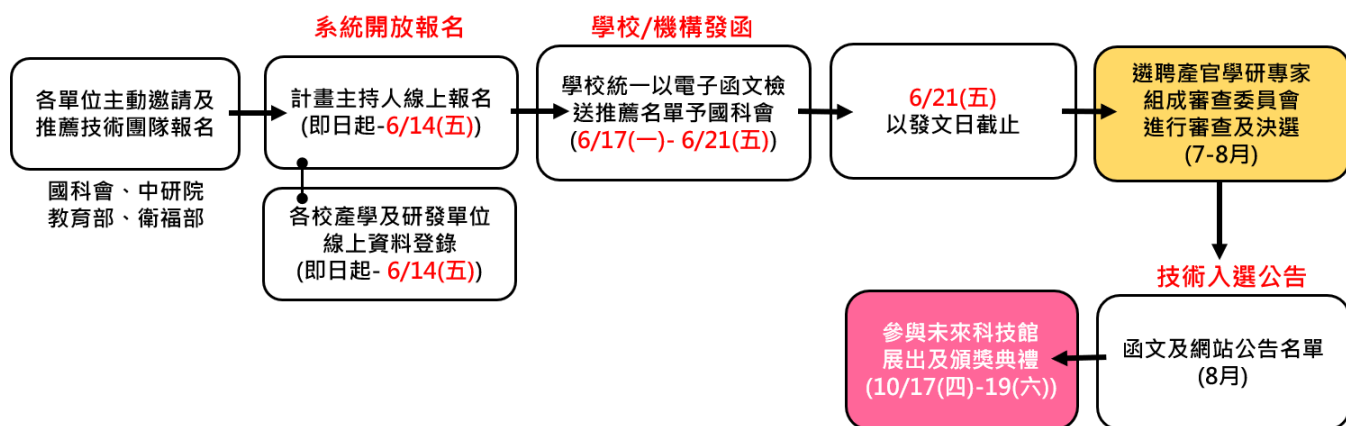 各單位主動邀請及
推薦技術團隊報名
國科會、中研院
教育部、衛福部
系統開放報名
計畫主持人線上報名
(即日起-6/14(五))
各校產學及研發單位
線上資料登錄
(即日起- 6/14(五))
學校/機構發函
學校統一以電子函文檢
送推薦名單予國科會
(6/17(一)- 6/21(五))
6/21(五)
以發文日截止
遴聘產官學研專家
組成審查委員會
進行審查及決選
(7-8月)
技術入選公告
函文及網站公告名單
(8月)
參與未來科技館
展出及頒獎典禮
(10/17(四)-19(六))